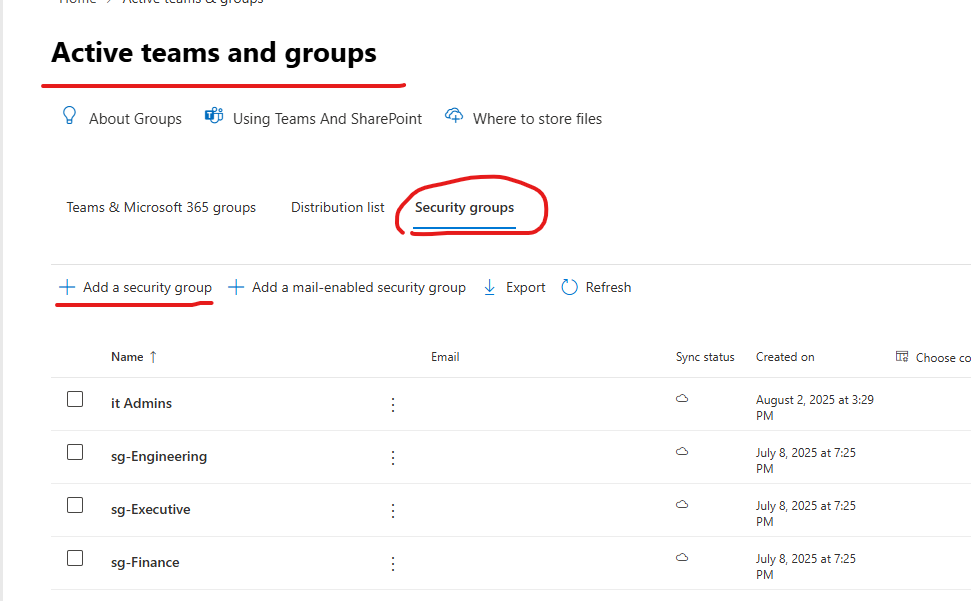 Home > Active teams & groups
Active teams and groups
About Groups Using Teams And SharePoint Where to store files
Teams & Microsoft 365 groups Distribution list Security groups
+ Add a security group + Add a mail-enabled security group Export Refresh
Name ↑ Email Sync status Created on Choose co
it Admins August 2, 2025 at 3:29
PM
sg-Engineering July 8, 2025 at 7:25
PM
sg-Executive July 8, 2025 at 7:25
PM
sg-Finance July 8, 2025 at 7:25
PM